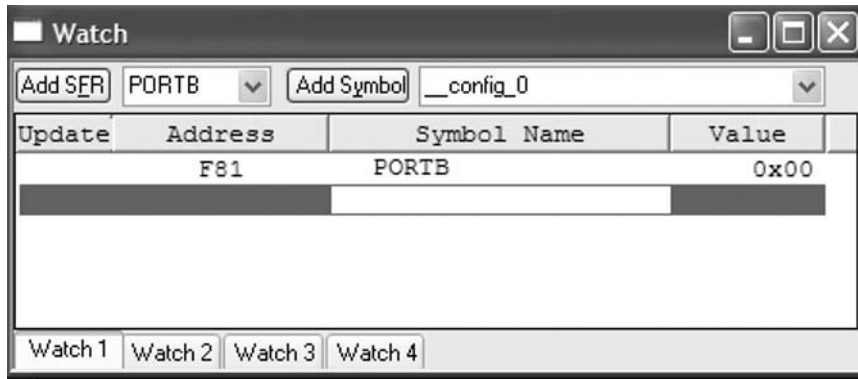 Watch
Add SFR PORTB Add Symbol __config_0
Update Address Symbol Name Value
F81 PORTB 0x00
Watch 1 Watch 2 Watch 3 Watch 4